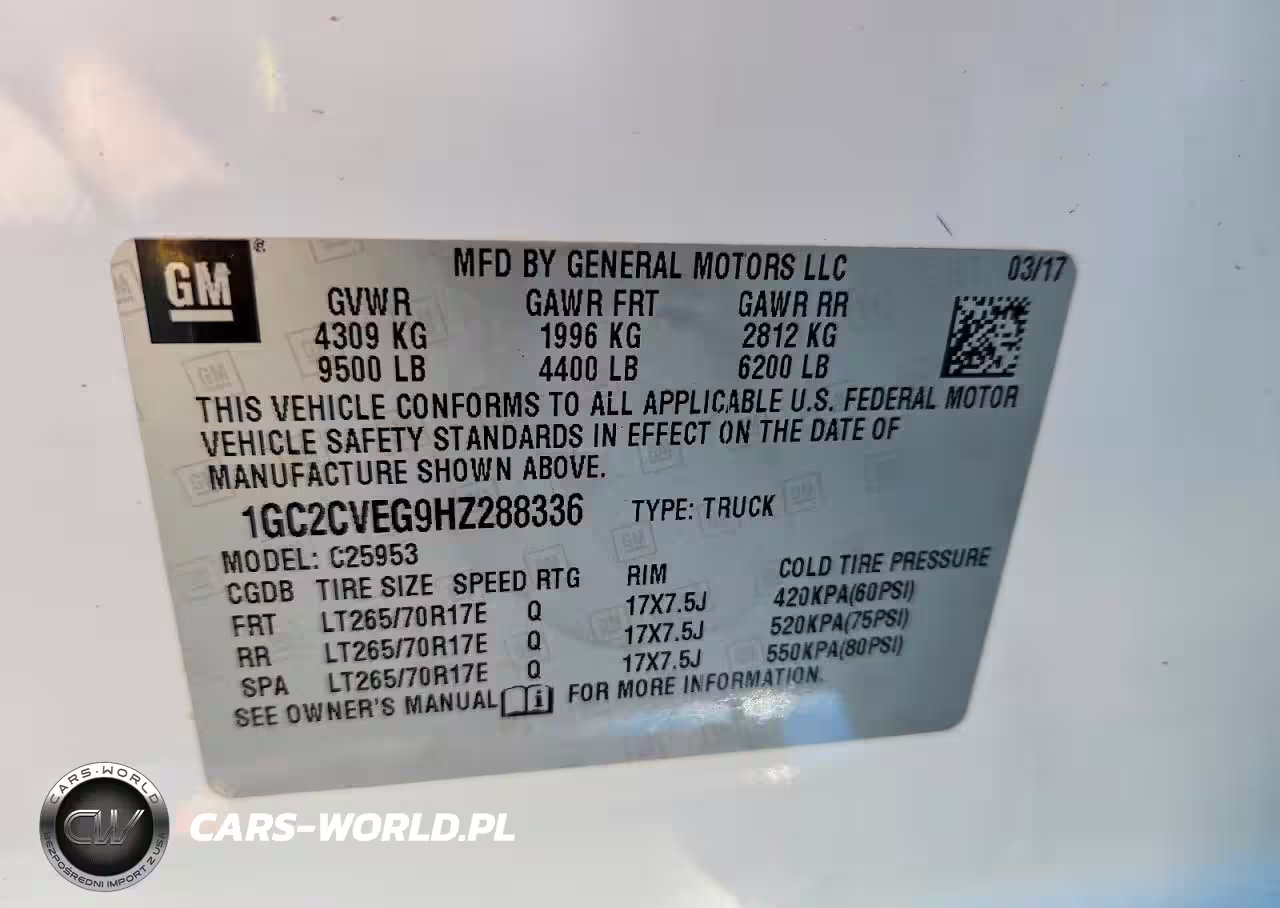 GM ® MFD BY GENERAL MOTORS LLC 03/17
GVWR GAWR FRT GAWR RR
4309 KG 1996 KG 2812 KG
9500 LB 4400 LB 6200 LB
THIS VEHICLE CONFORMS TO ALL APPLICABLE U.S. FEDERAL MOTOR
VEHICLE SAFETY STANDARDS IN EFFECT ON THE DATE OF
MANUFACTURE SHOWN ABOVE.
1GC2CVEG9HZ288336 TYPE: TRUCK
MODEL: C25953
CGDB TIRE SIZE SPEED RTG RIM COLD TIRE PRESSURE
FRT LT265/70R17E Q 17X7.5J 420KPA(60PSI)
RR LT265/70R17E Q 17X7.5J 520KPA(75PSI)
SPA LT265/70R17E Q 17X7.5J 550KPA(80PSI)
SEE OWNER'S MANUAL i FOR MORE INFORMATION.
CARS-WORLD
CW
BEZPOŚREDNI IMPORT Z USA
CARS-WORLD.PL